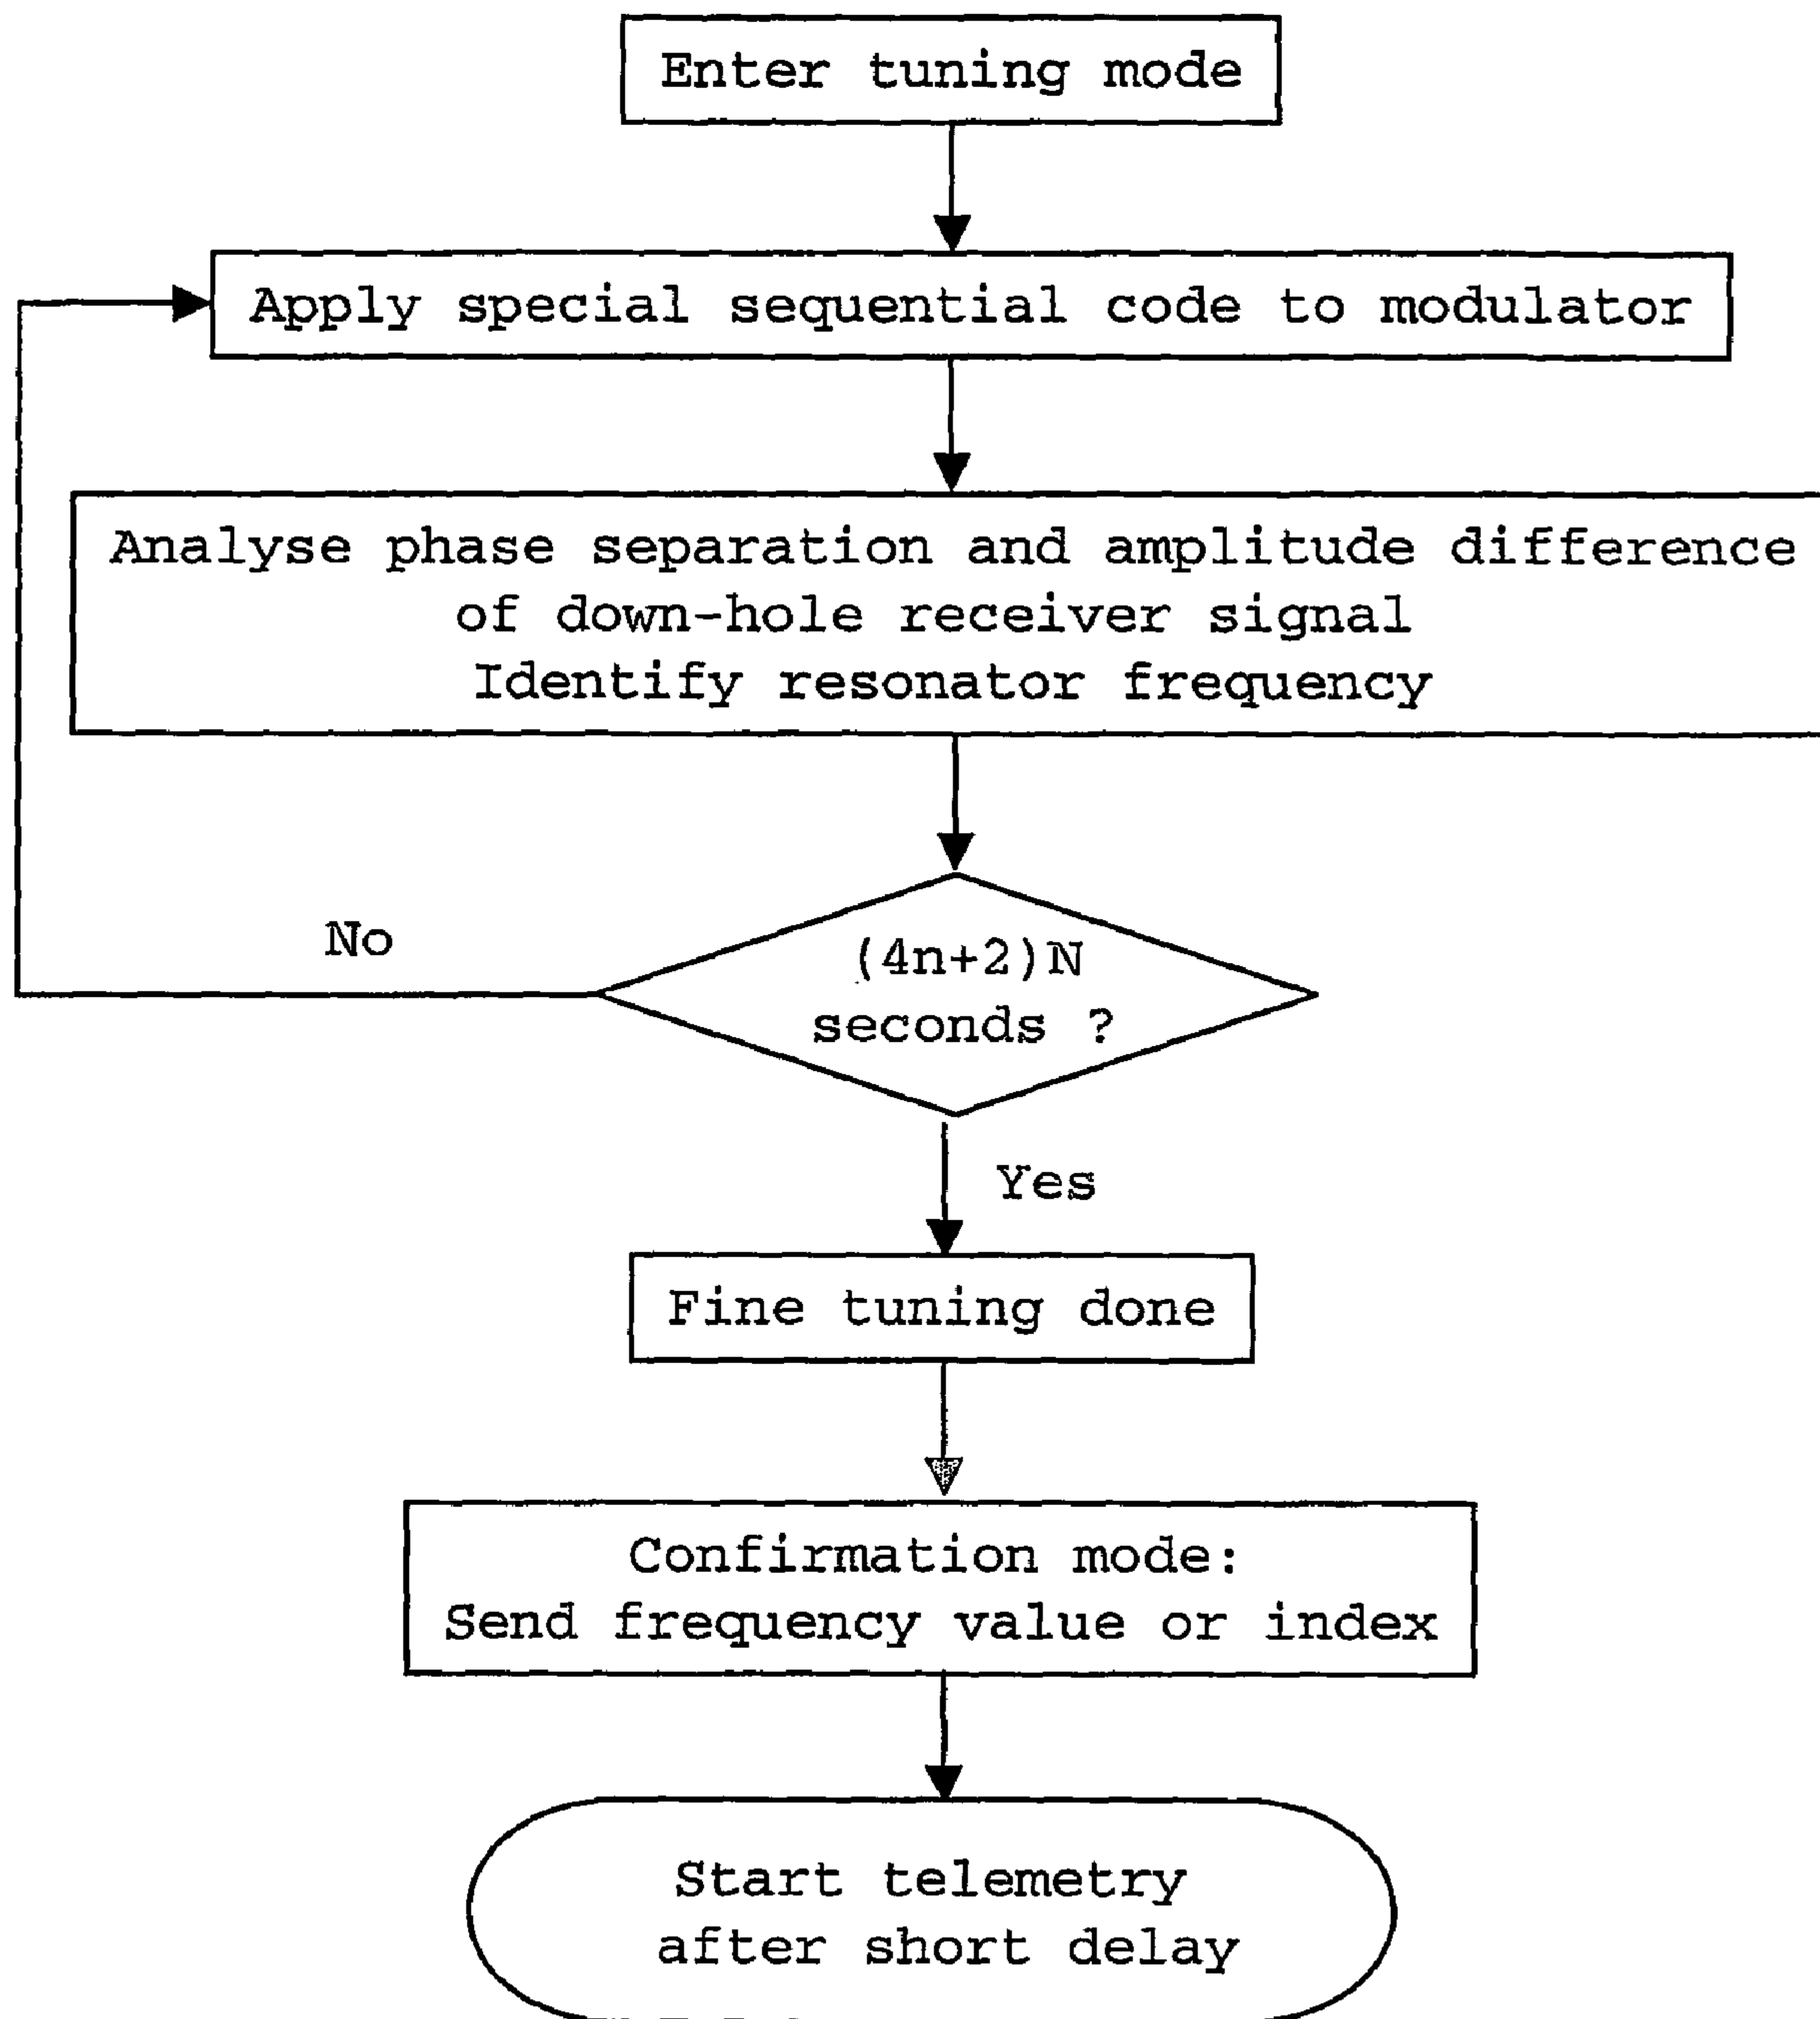 Enter tuning mode
Apply special sequential code to modulator
Analyse phase separation and amplitude difference
of down-hole receiver signal
Identify resonator frequency
No
(4n+2)N
seconds ?
Yes
Fine tuning done
Confirmation mode:
Send frequency value or index
Start telemetry
after short delay